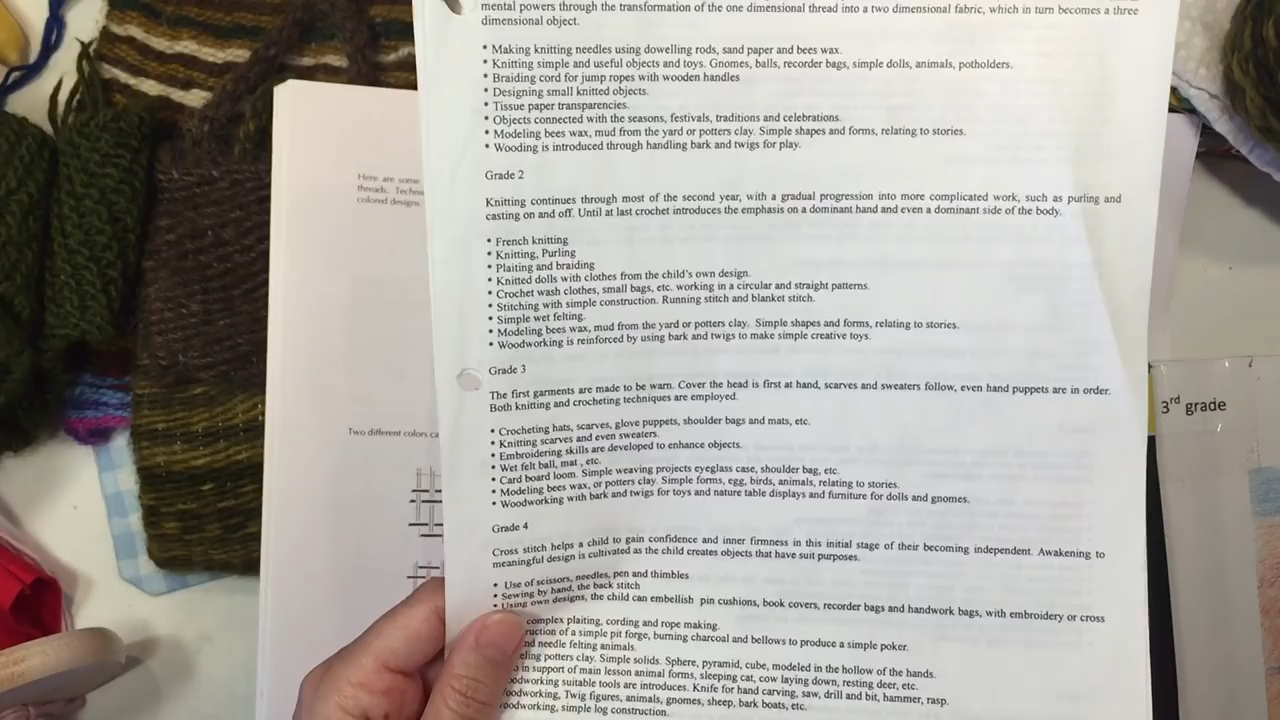 mental powers through the transformation of the one dimensional thread into a two dimensional fabric, which in turn becomes a three
dimensional object.
* Making knitting needles using dowelling rods, sand paper and bees wax.
* Knitting simple and useful objects and toys. Gnomes, balls, recorder bags, simple dolls, animals, potholders.
* Braiding cord for jump ropes with wooden handles
* Designing small knitted objects.
* Tissue paper transparencies.
* Objects connected with the seasons, festivals, traditions and celebrations.
* Modeling bees wax, mud from the yard or potters clay. Simple shapes and forms, relating to stories.
* Wooding is introduced through handling bark and twigs for play.
Grade 2
Knitting continues through most of the second year, with a gradual progression into more complicated work, such as purling and
casting on and off. Until at last crochet introduces the emphasis on a dominant hand and even a dominant side of the body.
* French knitting
* Knitting, Purling
* Plaiting and braiding
* Knitted dolls with clothes from the child's own design.
* Crochet wash clothes, small bags, etc. working in a circular and straight patterns.
* Stitching with simple construction. Running stitch and blanket stitch.
* Simple wet felting.
* Modeling bees wax, mud from the yard or potters clay. Simple shapes and forms, relating to stories.
* Woodworking is reinforced by using bark and twigs to make simple creative toys.
Grade 3
The first garments are made to be warn. Cover the head is first at hand, scarves and sweaters follow, even hand puppets are in order.
Both knitting and crocheting techniques are employed.
* Crocheting hats, scarves, glove puppets, shoulder bags and mats, etc.
* Knitting scarves and even sweaters.
* Embroidering skills are developed to enhance objects.
* Wet felt ball, mat , etc.
* Card board loom. Simple weaving projects eyeglass case, shoulder bag, etc.
* Modeling bees wax, or potters clay. Simple forms, egg, birds, animals, relating to stories.
* Woodworking with bark and twigs for toys and nature table displays and furniture for dolls and gnomes.
Grade 4
Cross stitch helps a child to gain confidence and inner firmness in this initial stage of their becoming independent. Awakening to
meaningful design is cultivated as the child creates objects that have suit purposes.
* Use of scissors, needles, pen and thimbles
* Sewing by hand, the back stitch
* Using own designs, the child can embellish pin cushions, book covers, recorder bags and handwork bags, with embroidery or cross
complex plaiting, cording and rope making.
of a simple pit forge, burning charcoal and bellows to produce a simple poker.
needle felting animals.
potters clay. Simple solids. Sphere, pyramid, cube, modeled in the hollow of the hands.
in support of main lesson animal forms, sleeping cat, cow laying down, resting deer, etc.
suitable tools are introduces. Knife for hand carving, saw, drill and bit, hammer, rasp.
Twig figures, animals, gnomes, sheep, bark boats, etc.
simple log construction.
Here are some
threads.
colored designs
Two different colors
3rd grade